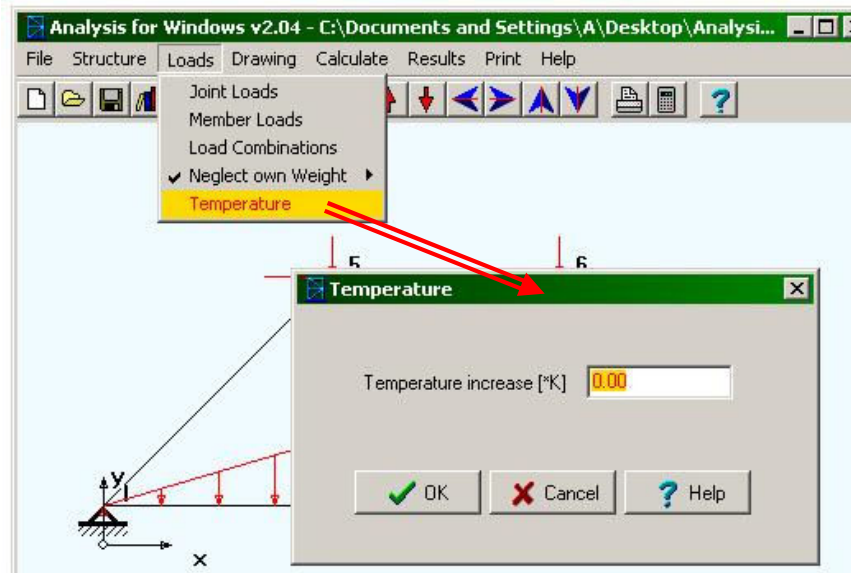 Analysis for Windows v2.04 - C:\Documents and Settings\A\Desktop\Analysi...
File Structure Loads Drawing Calculate Results Print Help
Joint Loads
Member Loads
Load Combinations
Neglect own Weight
Temperature
5
6
Temperature
Temperature increase [*K] 0.00
OK Cancel Help
y
1
x